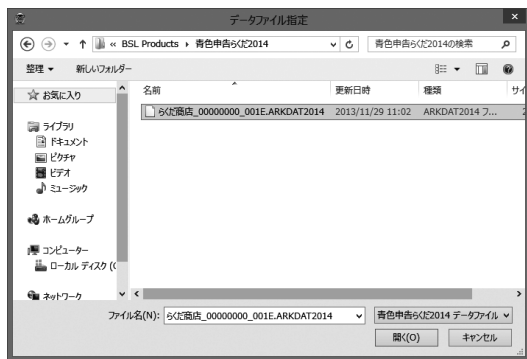 データファイル指定
« BSL Products 青色申告らくだ2014 青色申告らくだ2014の検索
整理 新しいフォルダー
お気に入り
ライブラリ
ドキュメント
ピクチャ
ビデオ
ミュージック
ホームグループ
コンピューター
ローカル ディスク (C
ネットワーク
名前 更新日時 種類 サイ
らくだ商店_00000000_001E.ARKDAT2014 2013/11/29 11:02 ARKDAT2014 フ... 2
ファイル名(N): らくだ商店_00000000_001E.ARKDAT2014 青色申告らくだ2014 データファイル
開く(O) キャンセル